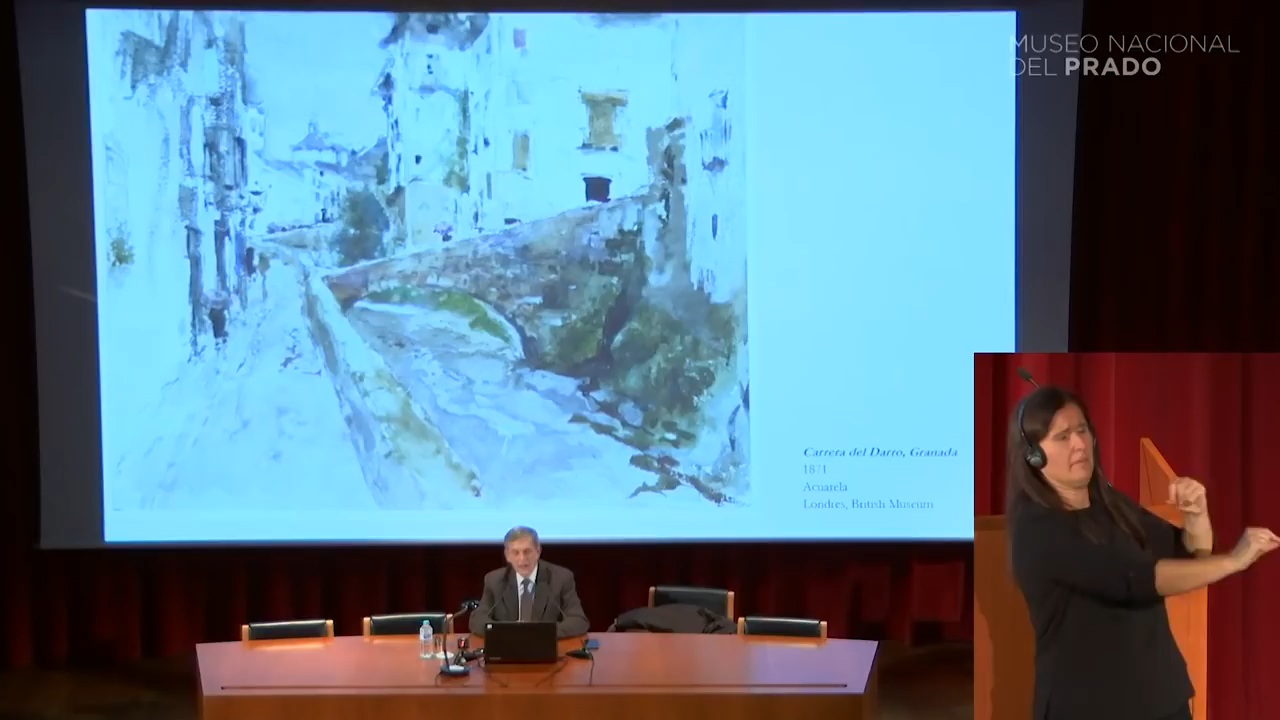 MUSEO NACIONAL
DEL PRADO
Carrera del Darro, Granada
1871
Acuarela
Londres, British Museum